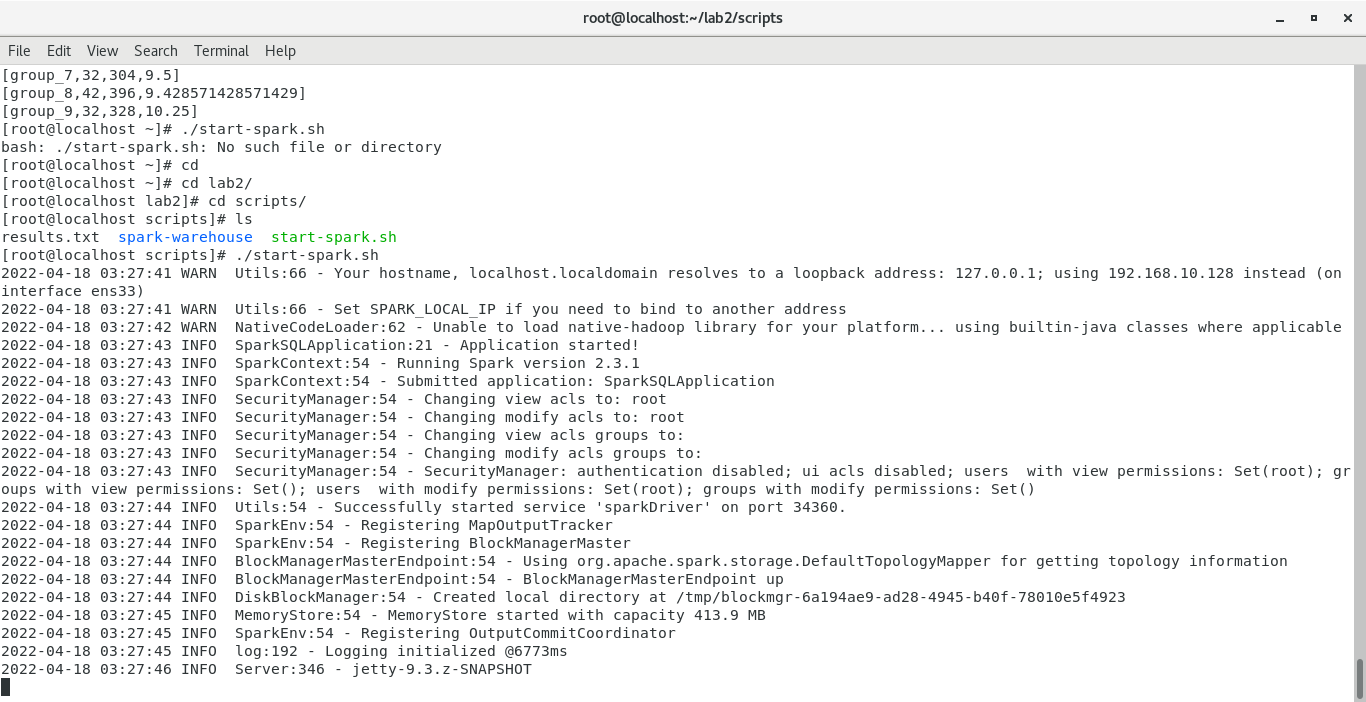 root@localhost:~/lab2/scripts
File Edit View Search Terminal Help
[group_7,32,304,9.5]
[group_8,42,396,9.428571428571429]
[group_9,32,328,10.25]
[root@localhost ~]# ./start-spark.sh
bash: ./start-spark.sh: No such file or directory
[root@localhost ~]# cd
[root@localhost ~]# cd lab2/
[root@localhost lab2]# cd scripts/
[root@localhost scripts]# ls
results.txt  spark-warehouse  start-spark.sh
[root@localhost scripts]# ./start-spark.sh
2022-04-18 03:27:41 WARN  Utils:66 - Your hostname, localhost.localdomain resolves to a loopback address: 127.0.0.1; using 192.168.10.128 instead (on
interface ens33)
2022-04-18 03:27:41 WARN  Utils:66 - Set SPARK_LOCAL_IP if you need to bind to another address
2022-04-18 03:27:42 WARN  NativeCodeLoader:62 - Unable to load native-hadoop library for your platform... using builtin-java classes where applicable
2022-04-18 03:27:43 INFO  SparkSQLApplication:21 - Application started!
2022-04-18 03:27:43 INFO  SparkContext:54 - Running Spark version 2.3.1
2022-04-18 03:27:43 INFO  SparkContext:54 - Submitted application: SparkSQLApplication
2022-04-18 03:27:43 INFO  SecurityManager:54 - Changing view acls to: root
2022-04-18 03:27:43 INFO  SecurityManager:54 - Changing modify acls to: root
2022-04-18 03:27:43 INFO  SecurityManager:54 - Changing view acls groups to:
2022-04-18 03:27:43 INFO  SecurityManager:54 - Changing modify acls groups to:
2022-04-18 03:27:43 INFO  SecurityManager:54 - SecurityManager: authentication disabled; ui acls disabled; users  with view permissions: Set(root); gr
oups with view permissions: Set(); users  with modify permissions: Set(root); groups with modify permissions: Set()
2022-04-18 03:27:44 INFO  Utils:54 - Successfully started service 'sparkDriver' on port 34360.
2022-04-18 03:27:44 INFO  SparkEnv:54 - Registering MapOutputTracker
2022-04-18 03:27:44 INFO  SparkEnv:54 - Registering BlockManagerMaster
2022-04-18 03:27:44 INFO  BlockManagerMasterEndpoint:54 - Using org.apache.spark.storage.DefaultTopologyMapper for getting topology information
2022-04-18 03:27:44 INFO  BlockManagerMasterEndpoint:54 - BlockManagerMasterEndpoint up
2022-04-18 03:27:44 INFO  DiskBlockManager:54 - Created local directory at /tmp/blockmgr-6a194ae9-ad28-4945-b40f-78010e5f4923
2022-04-18 03:27:45 INFO  MemoryStore:54 - MemoryStore started with capacity 413.9 MB
2022-04-18 03:27:45 INFO  SparkEnv:54 - Registering OutputCommitCoordinator
2022-04-18 03:27:45 INFO  log:192 - Logging initialized @6773ms
2022-04-18 03:27:46 INFO  Server:346 - jetty-9.3.z-SNAPSHOT